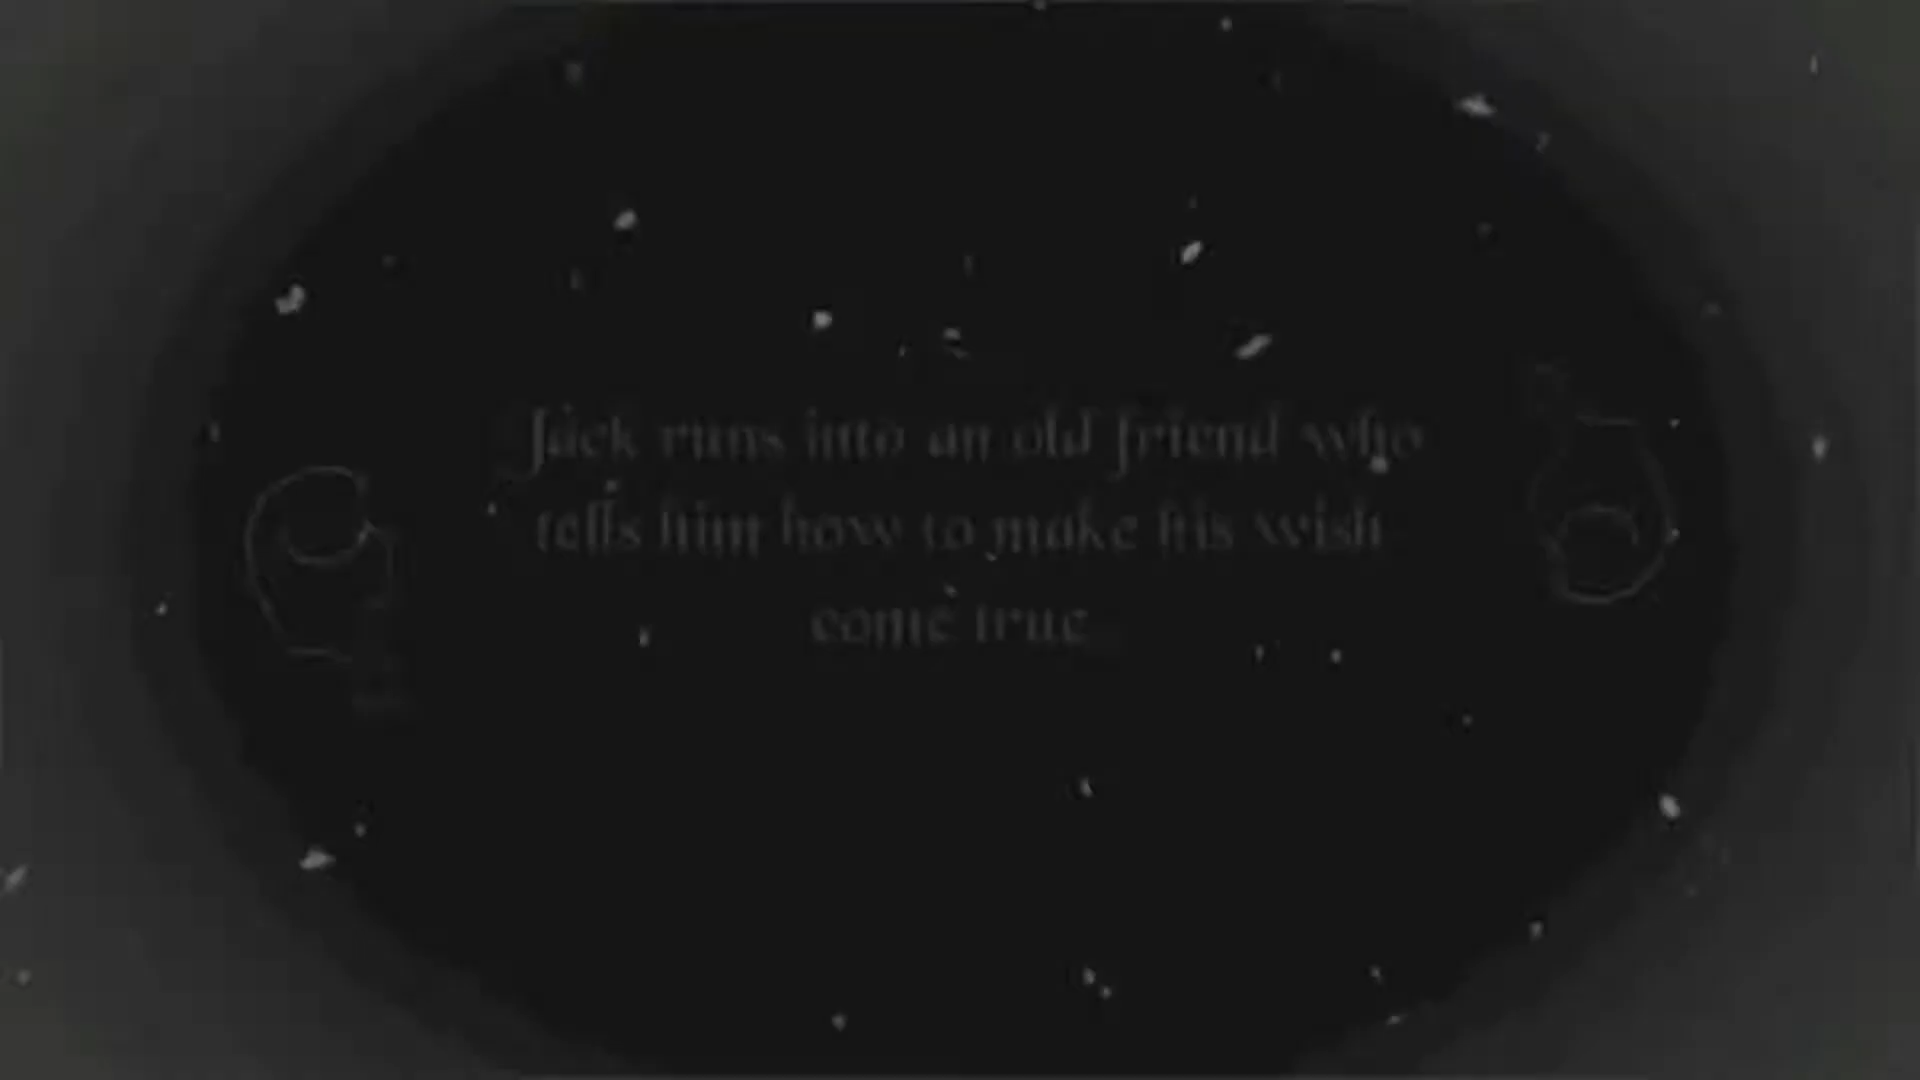 Jack runs into an old friend who
tells him how to make his wish
come true